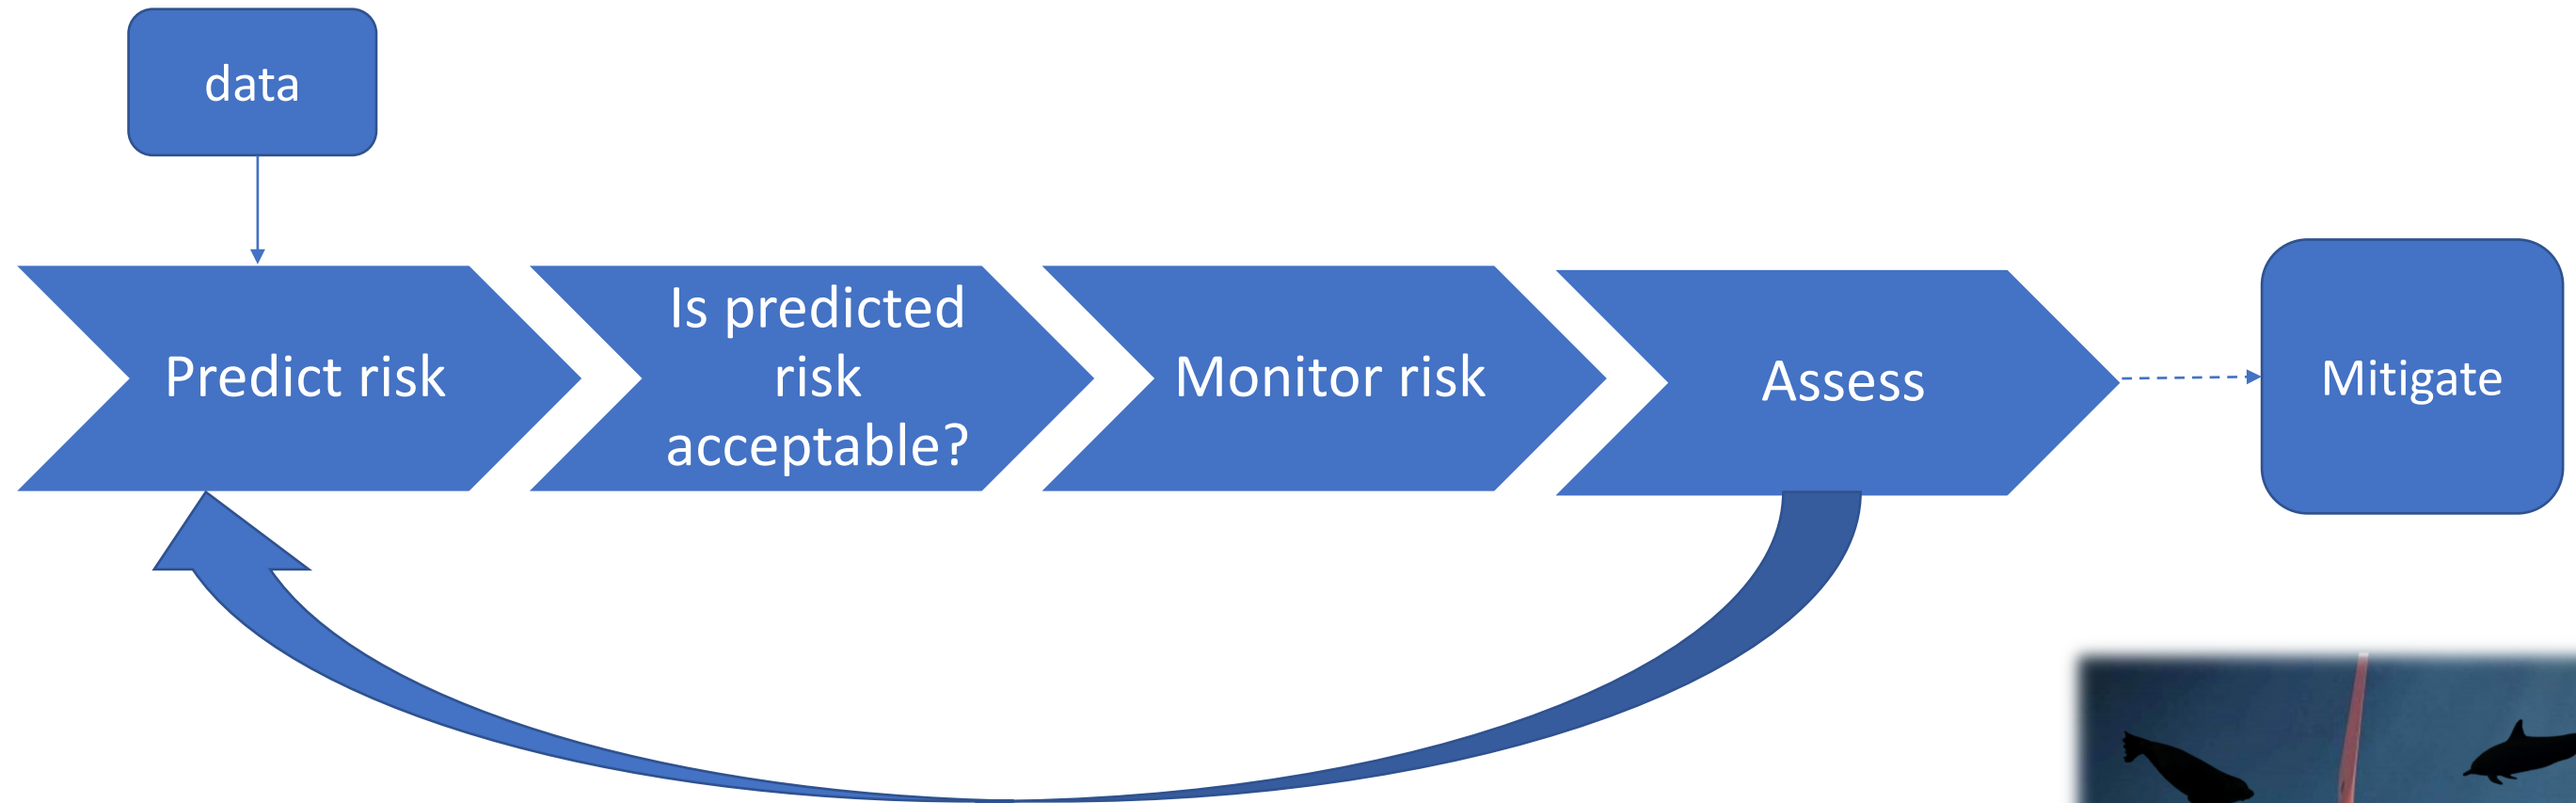 data
Predict risk
Is predicted
risk
acceptable?
Monitor risk
Assess
Mitigate